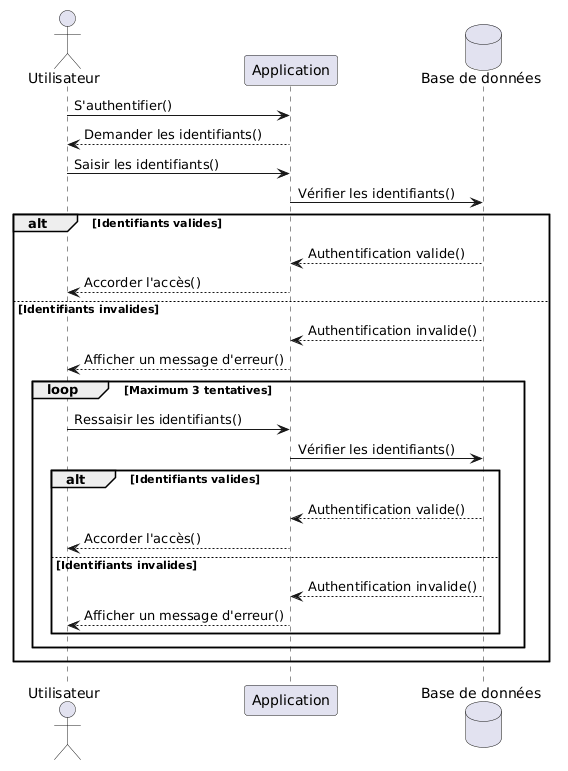 Utilisateur
Application
Base de données
S'authentifier()
Demander les identifiants()
Saisir les identifiants()
Vérifier les identifiants()
alt [Identifiants valides]
Authentification valide()
Accorder l'accès()
[Identifiants invalides]
Authentification invalide()
Afficher un message d'erreur()
loop [Maximum 3 tentatives]
Ressaisir les identifiants()
Vérifier les identifiants()
alt [Identifiants valides]
Authentification valide()
Accorder l'accès()
[Identifiants invalides]
Authentification invalide()
Afficher un message d'erreur()
Utilisateur
Application
Base de données